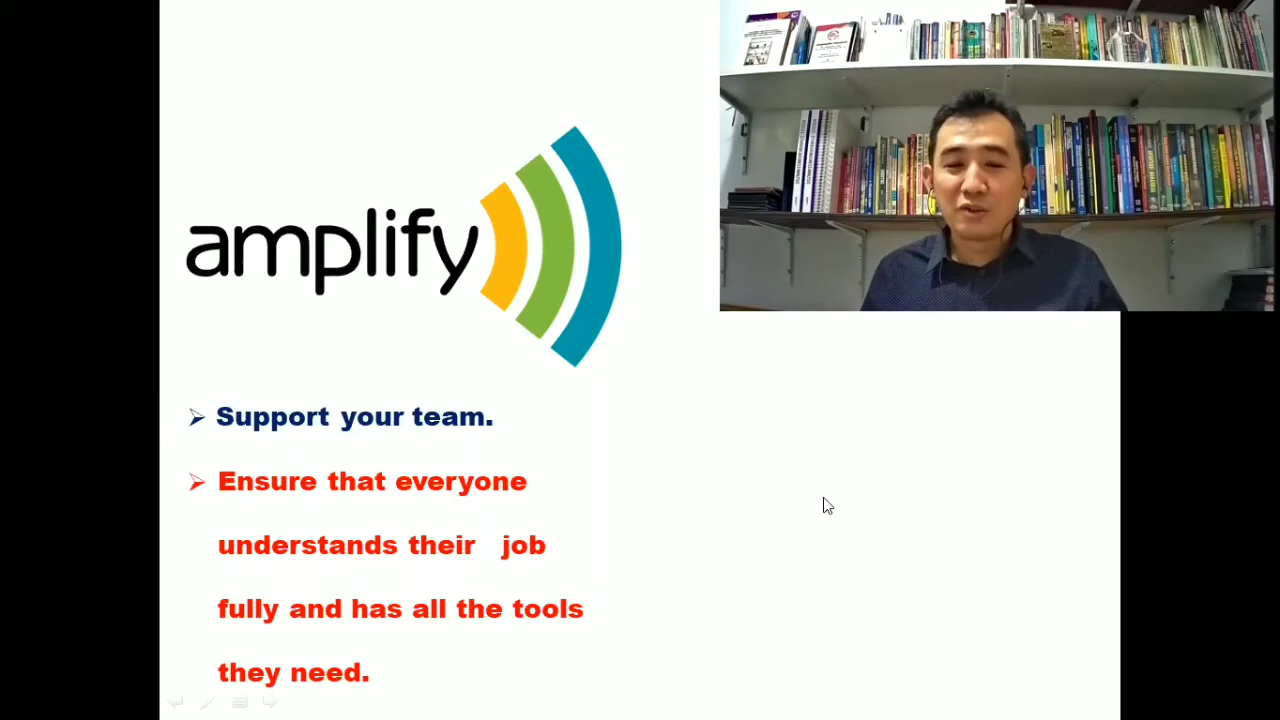 amplify
Support your team.
Ensure that everyone
understands their job
fully and has all the tools
they need.